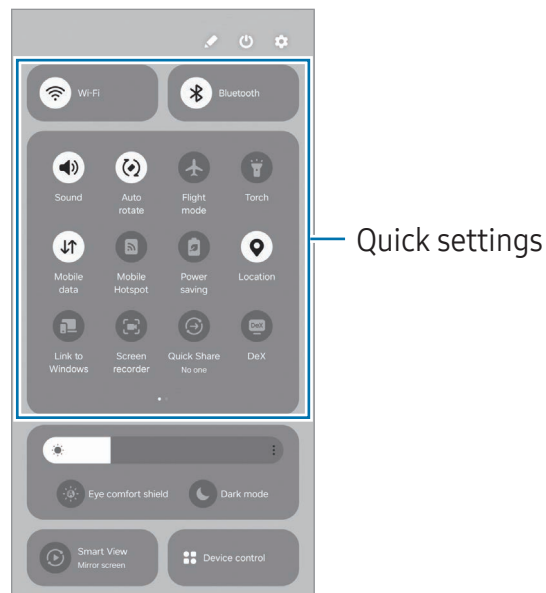 Wi-Fi
Bluetooth
Sound
Auto
rotate
Flight
mode
Torch
Mobile
data
Mobile
Hotspot
Power
saving
Location
Link to
Windows
Screen
recorder
Quick Share
No one
DeX
DeX
Eye comfort shield
Dark mode
Smart View
Mirror screen
Device control
Quick settings